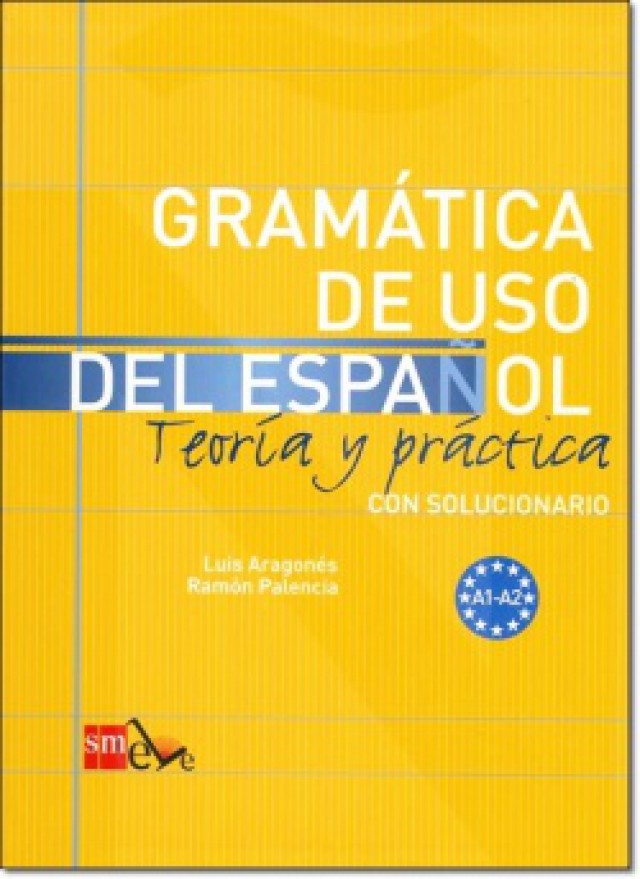 GRAMÁTICA
DE USO
DEL ESPAÑOL
Teoría y práctica
CON SOLUCIONARIO
Luis Aragonés
Ramón Palencia
A1-A2
sm
eLe